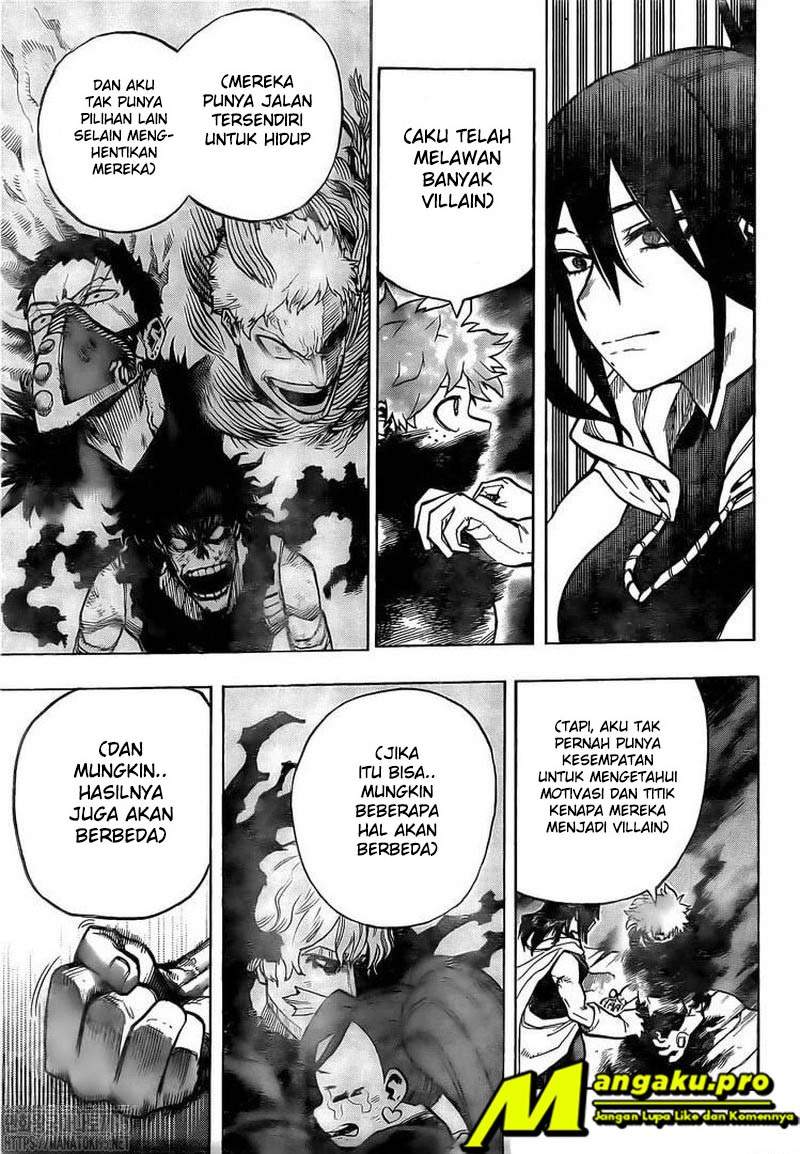 (AKU TELAH
MELAWAN
BANYAK
VILLAIN)
(MEREKA
PUNYA JALAN
TERSENDIRI
UNTUK HIDUP
DAN AKU
TAK PUNYA
PILIHAN LAIN
SELAIN MENG-
HENTIKAN
MEREKA)
(TAPI, AKU TAK
PERNAH PUNYA
KESEMPATAN
UNTUK MENGETAHUI
MOTIVASI DAN TITIK
KENAPA MEREKA
MENJADI VILLAIN)
(JIKA
ITU BISA..
MUNGKIN
BEBERAPA
HAL AKAN
BERBEDA)
(DAN
MUNGKIN..
HASILNYA
JUGA AKAN
BERBEDA)
Mangaku.pro
Jangan Lupa Like dan Komennya